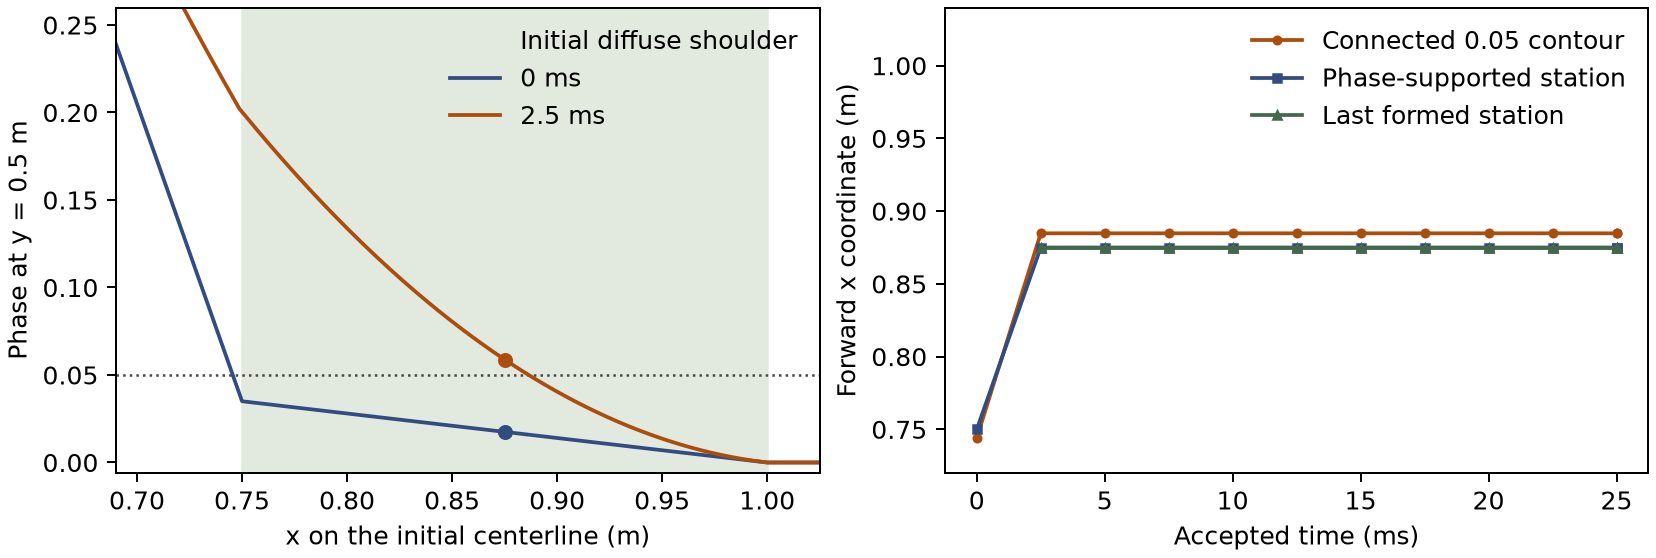 Phase at y = 0.5 m
0.25
0.20
0.15
0.10
0.05
0.00
Initial diffuse shoulder
0 ms
2.5 ms
0.70 0.75 0.80 0.85 0.90 0.95 1.00
x on the initial centerline (m)
Forward x coordinate (m)
1.00
0.95
0.90
0.85
0.80
0.75
Connected 0.05 contour
Phase-supported station
Last formed station
0 5 10 15 20 25
Accepted time (ms)